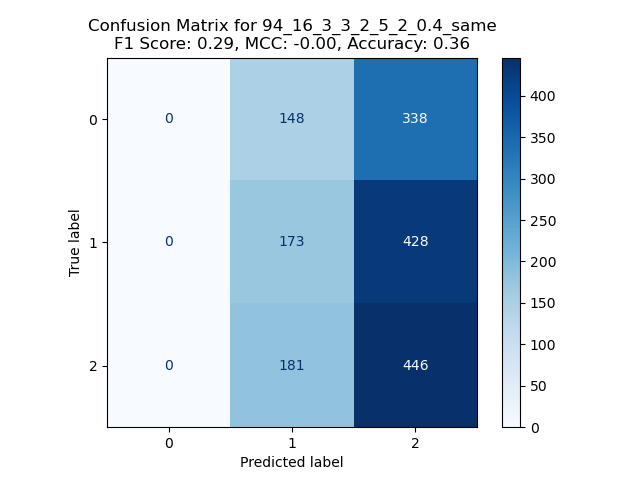 Confusion Matrix for 94_16_3_3_2_5_2_0.4_same
F1 Score: 0.29, MCC: -0.00, Accuracy: 0.36
True label
0
0 148 338
1
0 173 428
2
0 181 446
0 1 2
Predicted label
400
350
300
250
200
150
100
50
0